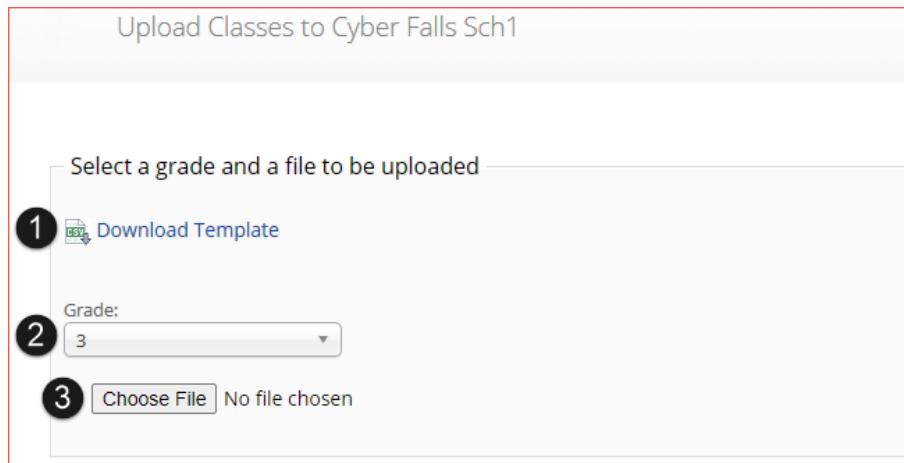 Upload Classes to Cyber Falls Sch1
Select a grade and a file to be uploaded
1 CSV Download Template
Grade:
2 3
3 Choose File No file chosen